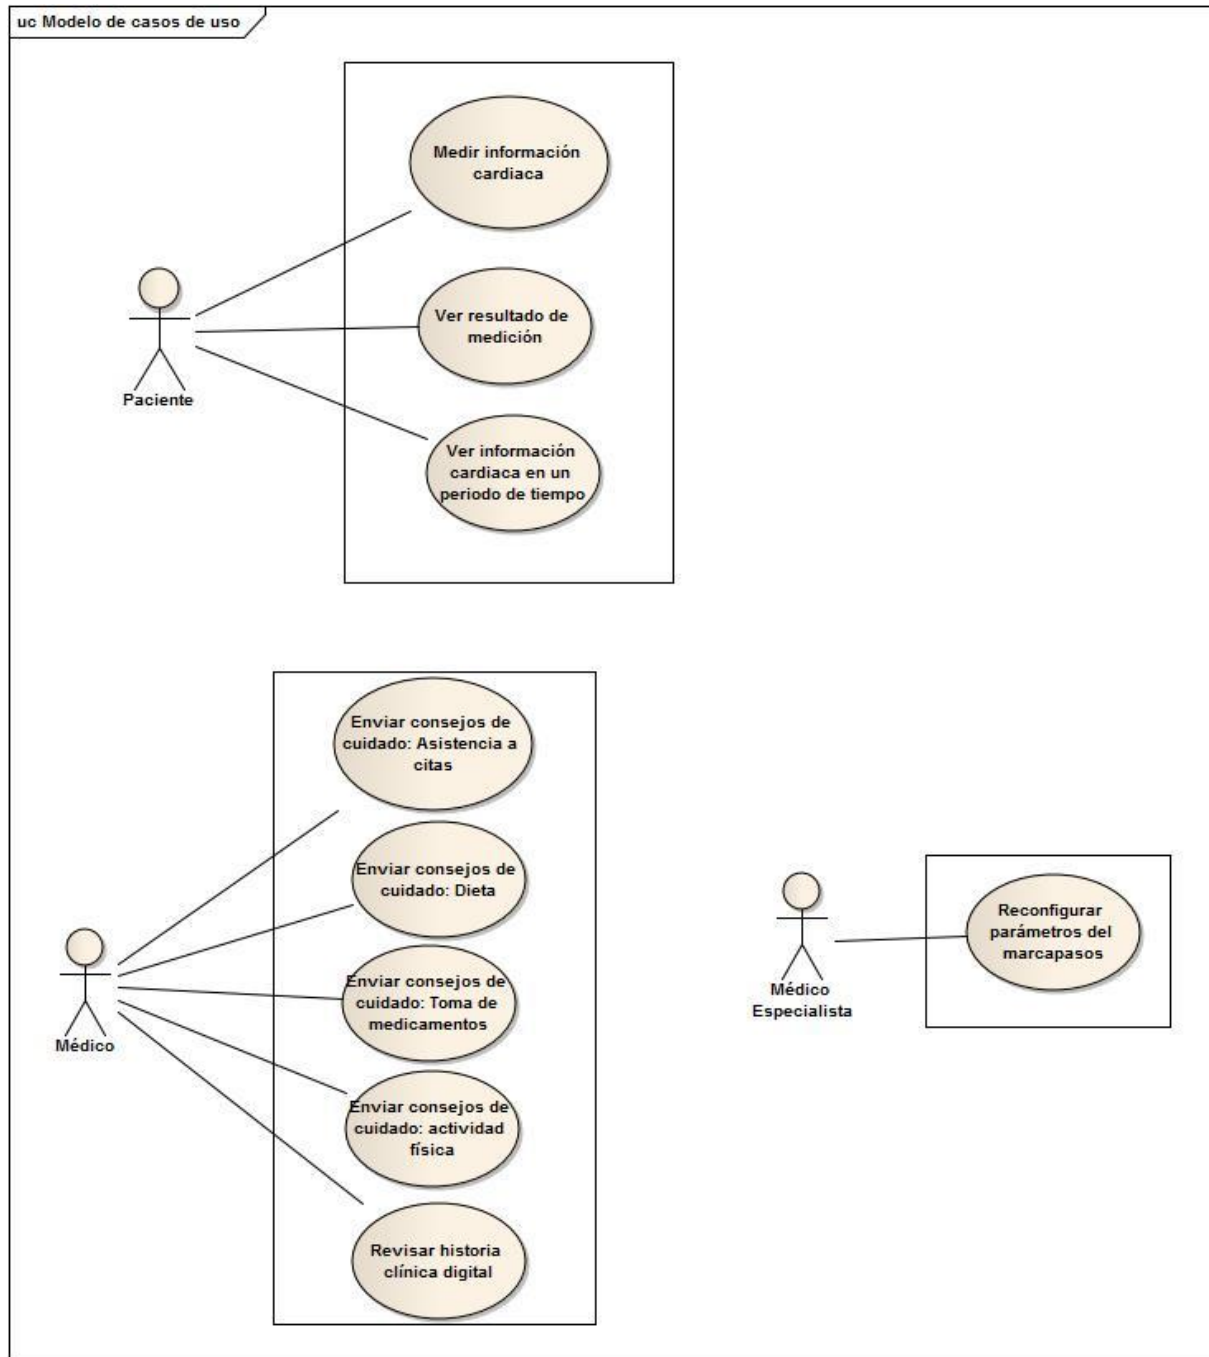 uc Modelo de casos de uso
Medir información
cardiaca
Ver resultado de
medición
Paciente
Ver información
cardiaca en un
periodo de tiempo
Enviar consejos de
cuidado: Asistencia a
citas
Enviar consejos de
cuidado: Dieta
Enviar consejos de
cuidado: Toma de
medicamentos
Médico
Enviar consejos de
cuidado: actividad
física
Revisar historia
clínica digital
Reconfigurar
parámetros del
marcapasos
Médico
Especialista